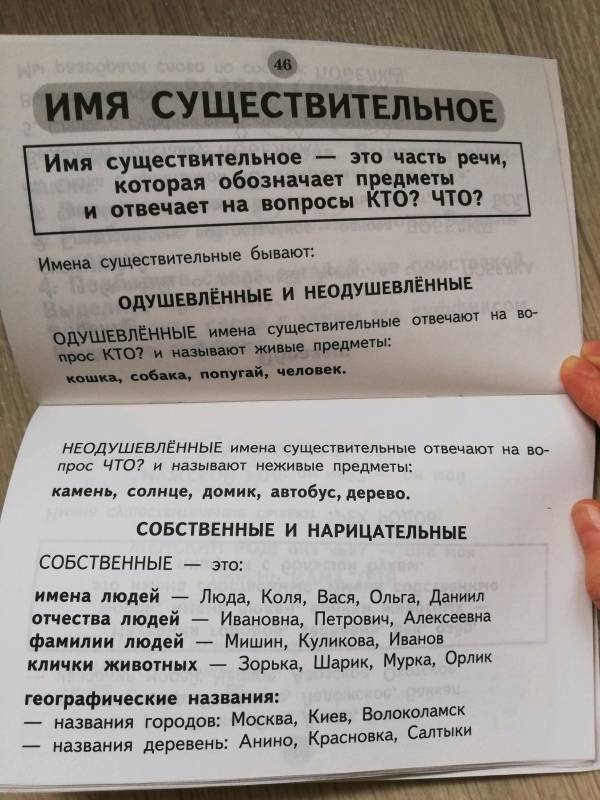 46
ИМЯ СУЩЕСТВИТЕЛЬНОЕ
Имя существительное — это часть речи,
которая обозначает предметы
и отвечает на вопросы КТО? ЧТО?
Имена существительные бывают:
ОДУШЕВЛЁННЫЕ И НЕОДУШЕВЛЁННЫЕ
ОДУШЕВЛЁННЫЕ имена существительные отвечают на во-
прос КТО? и называют живые предметы:
кошка, собака, попугай, человек.
НЕОДУШЕВЛЁННЫЕ имена существительные отвечают на во-
прос ЧТО? и называют неживые предметы:
камень, солнце, домик, автобус, дерево.
СОБСТВЕННЫЕ И НАРИЦАТЕЛЬНЫЕ
СОБСТВЕННЫЕ — это:
имена людей — Люда, Коля, Вася, Ольга, Даниил
отчества людей — Ивановна, Петрович, Алексеевна
фамилии людей — Мишин, Куликова, Иванов
клички животных — Зорька, Шарик, Мурка, Орлик
географические названия:
— названия городов: Москва, Киев, Волоколамск
— названия деревень: Анино, Красновка, Салтыки